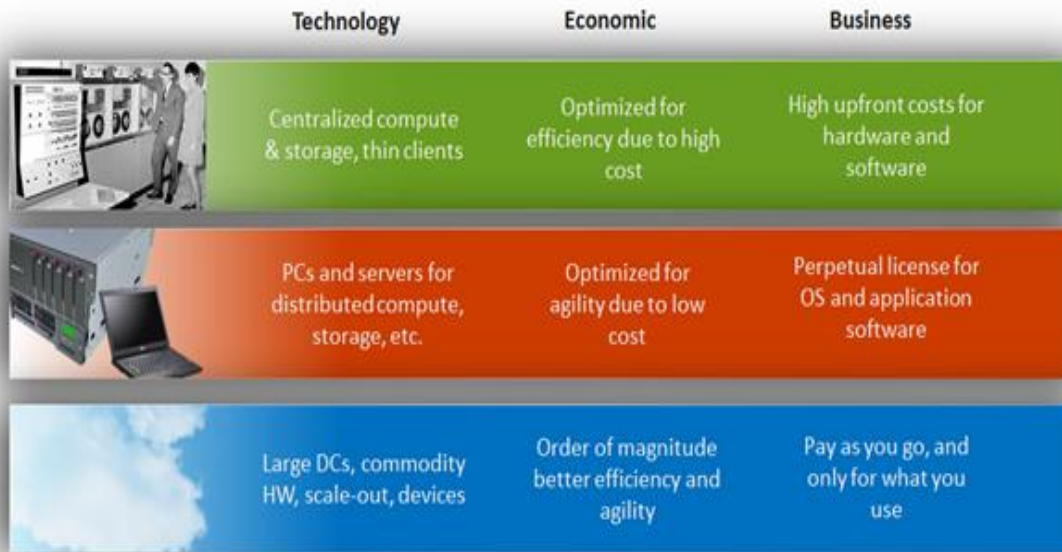 Technology Economic Business
Centralized compute
& storage, thin clients
Optimized for
efficiency due to high
cost
High upfront costs for
hardware and
software
PCs and servers for
distributed compute,
storage, etc.
Optimized for
agility due to low
cost
Perpetual license for
OS and application
software
Large DCs, commodity
HW, scale-out, devices
Order of magnitude
better efficiency and
agility
Pay as you go, and
only for what you
use